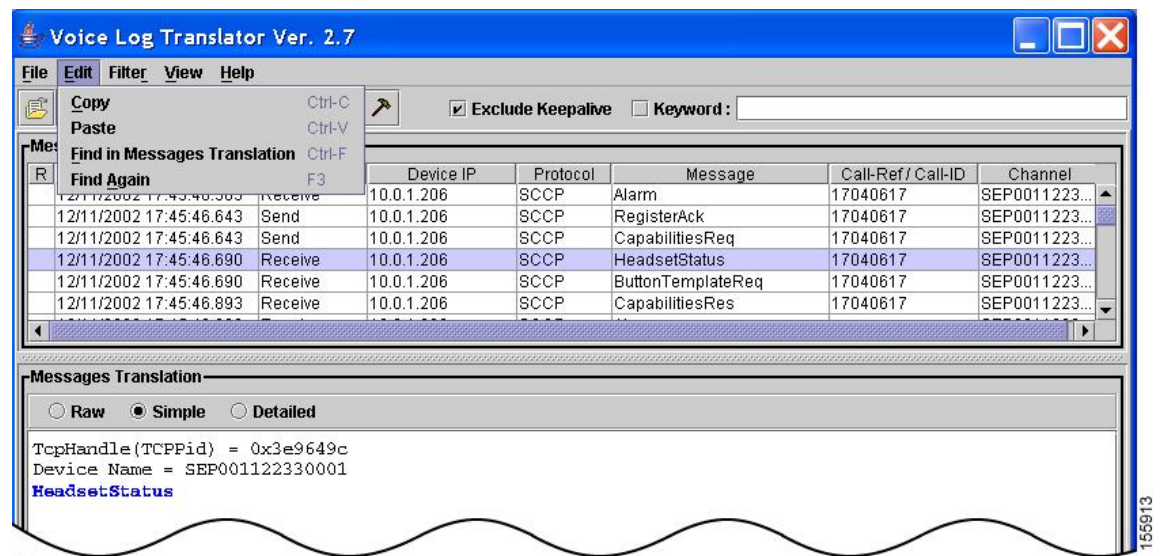 Voice Log Translator Ver. 2.7
File Edit Filter View Help
Copy Ctrl-C
Paste Ctrl-V
Find in Messages Translation Ctrl-F
Find Again F3
Exclude Keepalive Keyword :
Mes
R Device IP Protocol Message Call-Ref / Call-ID Channel
10.0.1.206 SCCP Alarm 17040617 SEP0011223...
12/11/2002 17:45:46.643 Send 10.0.1.206 SCCP RegisterAck 17040617 SEP0011223...
12/11/2002 17:45:46.643 Send 10.0.1.206 SCCP CapabilitiesReq 17040617 SEP0011223...
12/11/2002 17:45:46.690 Receive 10.0.1.206 SCCP HeadsetStatus 17040617 SEP0011223...
12/11/2002 17:45:46.690 Receive 10.0.1.206 SCCP ButtonTemplateReq 17040617 SEP0011223...
12/11/2002 17:45:46.893 Receive 10.0.1.206 SCCP CapabilitiesRes 17040617 SEP0011223...
Messages Translation
Raw Simple Detailed
TcpHandle(TCPPid) = 0x3e9649c
Device Name = SEP001122330001
HeadsetStatus
155913